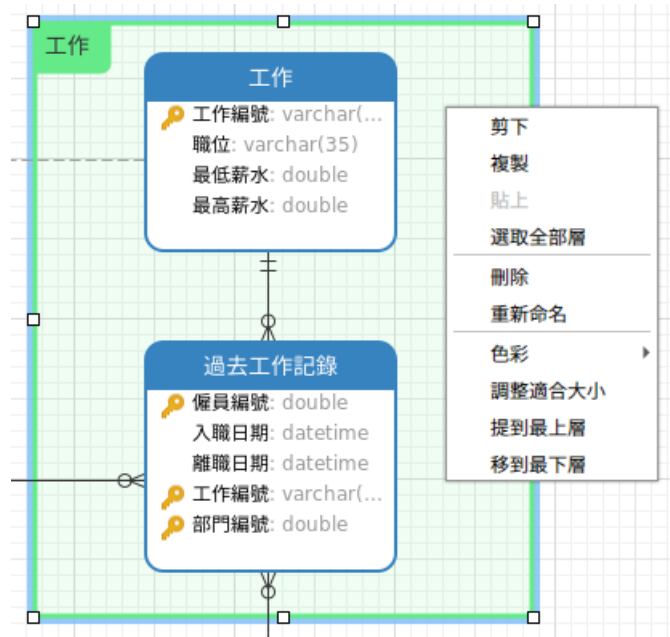 工作
工作
工作編號: varchar(...
職位: varchar(35)
最低薪水: double
最高薪水: double
過去工作記錄
僱員編號: double
入職日期: datetime
離職日期: datetime
工作編號: varchar(...
部門編號: double
剪下
複製
貼上
選取全部層
刪除
重新命名
色彩
調整適合大小
提到最上層
移到最下層